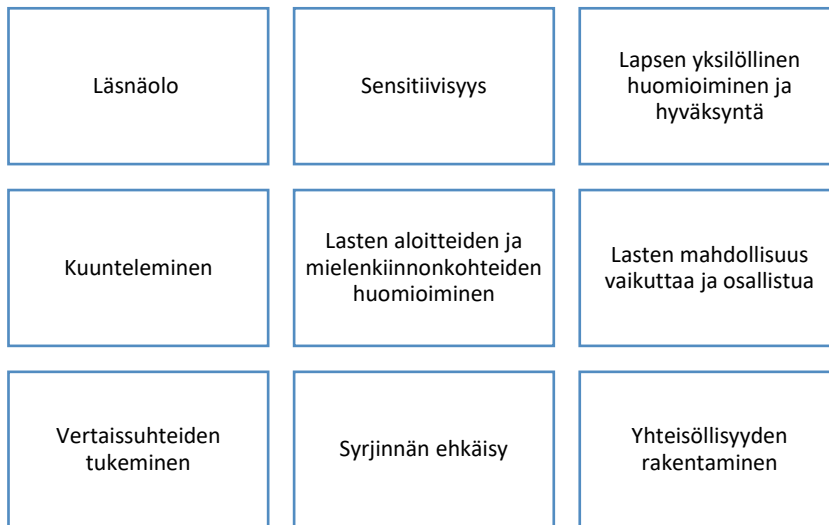 Läsnäolo
Sensitiivisyys
Lapsen yksilöllinen
huomioiminen ja
hyväksyntä
Kuunteleminen
Lasten aloitteiden ja
mielenkiinnonkohteiden
huomioiminen
Lasten mahdollisuus
vaikuttaa ja osallistua
Vertaissuhteiden
tukeminen
Syrjinnän ehkäisy
Yhteisöllisyyden
rakentaminen